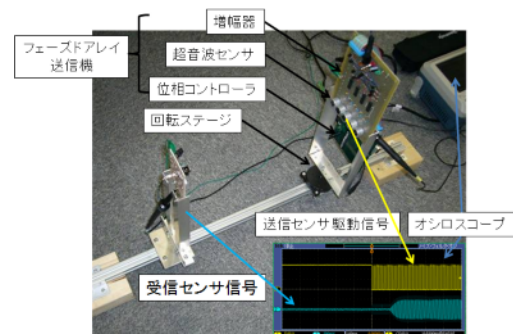 増幅器
フェーズドアレイ
送信機
超音波センサ
位相コントローラ
回転ステージ
送信センサ駆動信号
オシロスコープ
受信センサ信号